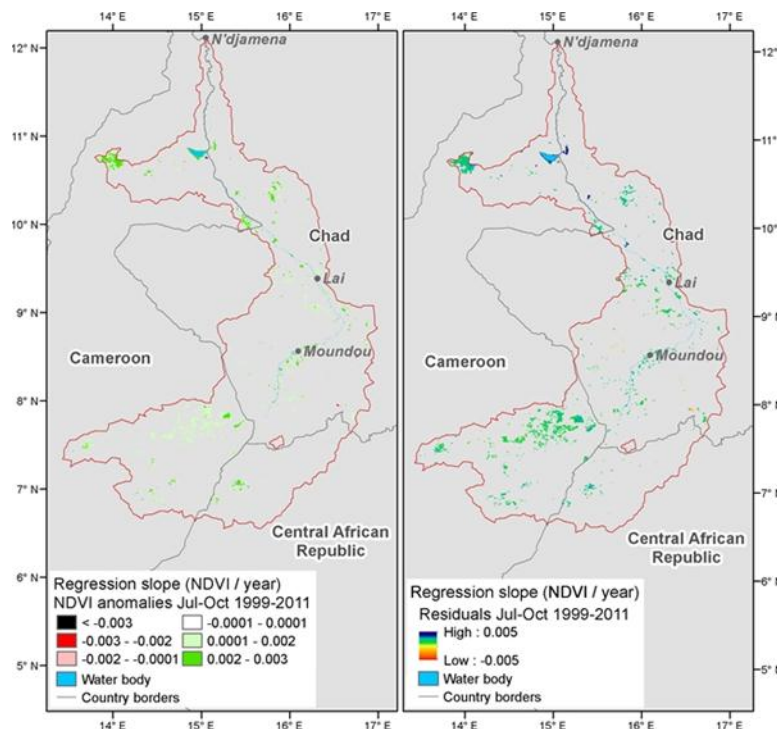 14° E 15° E 16° E 17° E
12° N
N'djamena
11° N
10° N
Chad
Lai
9° N
Moundou
Cameroon
8° N
7° N
Central African
Republic
6° N
Regression slope (NDVI / year)
NDVI anomalies Jul-Oct 1999-2011
< -0.003 -0.0001 - 0.0001
-0.003 - -0.002 0.0001 - 0.002
-0.002 - -0.0001 0.002 - 0.003
5° N
Water body
Country borders
14° E 15° E 16° E 17° E
14° E 15° E 16° E 17° E
N'djamena
12° N
11° N
10° N
Chad
Lai
9° N
Moundou
Cameroon
8° N
7° N
Central African
Republic
6° N
Regression slope (NDVI / year)
Residuals Jul-Oct 1999-2011
High : 0.005
Low : -0.005
5° N
Water body
Country borders
14° E 15° E 16° E 17° E